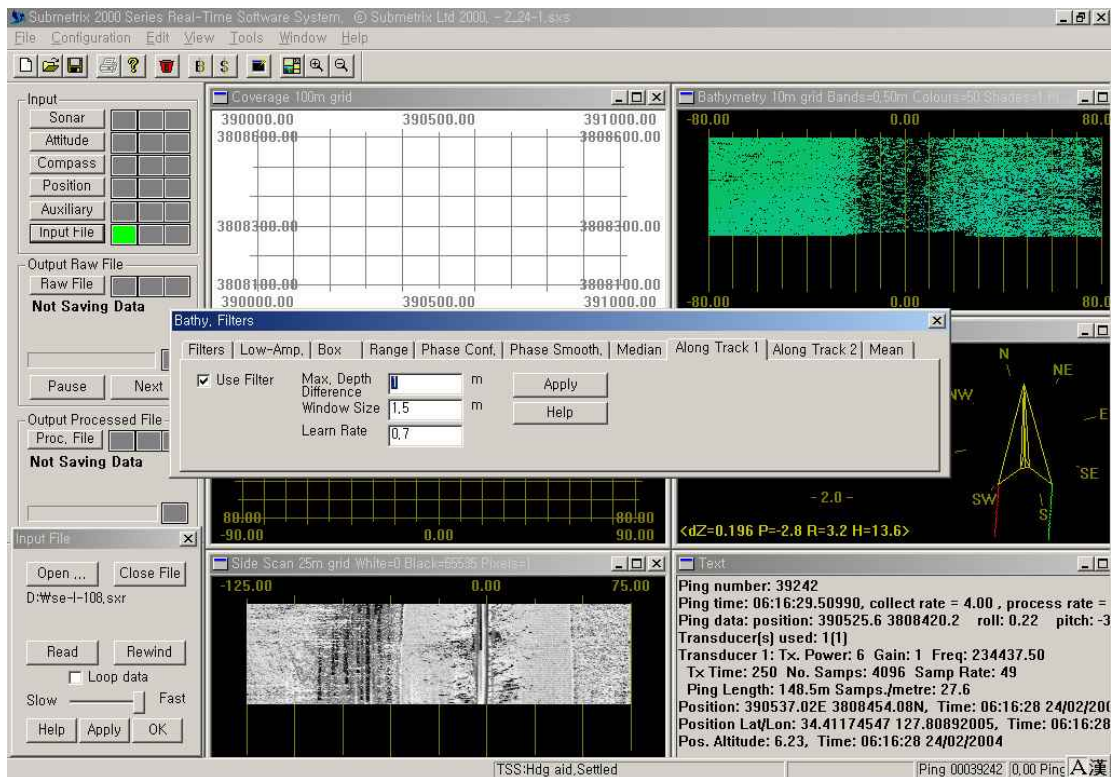 Submetrix 2000 Series Real-Time Software System, © Submetrix Ltd 2000, - 2_24-1.sxs
File Configuration Edit View Tools Window Help
Input
Sonar
Attitude
Compass
Position
Auxiliary
Input File
Output Raw File
Raw File
Not Saving Data
Pause Next
Output Processed File
Proc. File
Not Saving Data
Coverage 100m grid
390000.00 390500.00 391000.00
3808600.00 3808600.00
3808300.00 3808300.00
3808100.00 3808100.00
390000.00 390500.00 391000.00
Bathymetry 10m grid Bands=0.50m Colours=50 Shades=1
-80.00 0.00 80.0
-80.00 0.00 80.0
Bathy, Filters
Filters Low-Amp. Box Range Phase Conf. Phase Smooth. Median Along Track 1 Along Track 2 Mean
Use Filter
Max. Depth Difference 1 m
Window Size 1.5 m
Learn Rate 0.7
Apply
Help
80.00 80.00
-90.00 0.00 90.00
N
NE
NW
E
SE
SW
S
- 2.0 -
<dZ=0.196 P=-2.8 R=3.2 H=13.6>
Input File
Open ... Close File
D:₩se-l-108.sxr
Read Rewind
Loop data
Slow Fast
Help Apply OK
Side Scan 25m grid White=0 Black=65535 Pixels=1
-125.00 0.00 75.00
Text
Ping number: 39242
Ping time: 06:16:29.50990, collect rate = 4.00 , process rate =
Ping data: position: 390525.6 3808420.2 roll: 0.22 pitch: -3
Transducer(s) used: 1(1)
Transducer 1: Tx. Power: 6 Gain: 1 Freq: 234437.50
Tx Time: 250 No. Samps: 4096 Samp Rate: 49
Ping Length: 148.5m Samps./metre: 27.6
Position: 390537.02E 3808454.08N, Time: 06:16:28 24/02/200
Position Lat/Lon: 34.41174547 127.80892005, Time: 06:16:28
Pos. Altitude: 6.23, Time: 06:16:28 24/02/2004
TSS:Hdg aid,Settled
Ping 00039242 0,00 Ping A漢